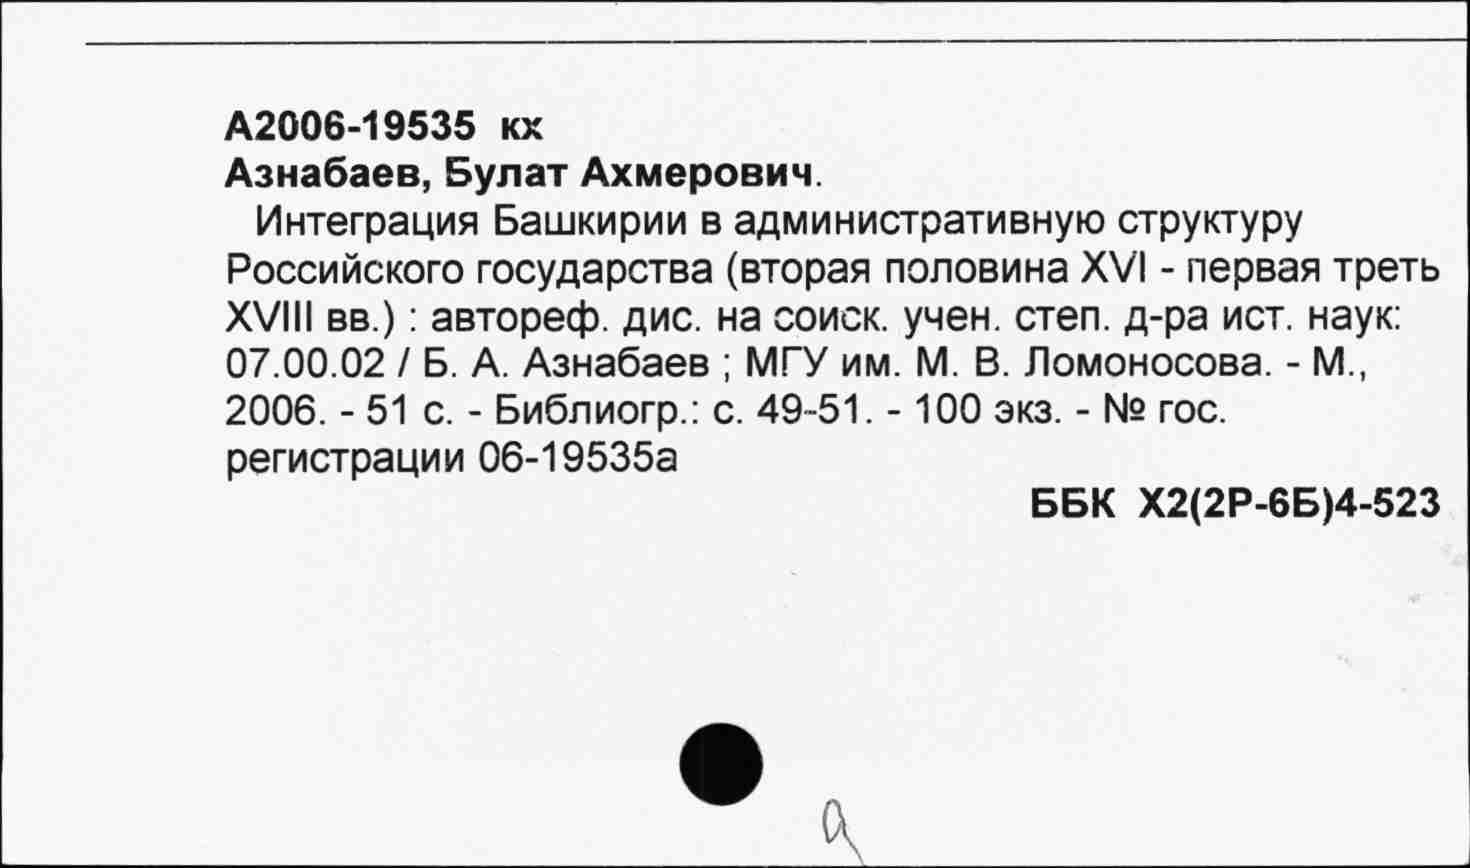 А2006-19535 кх
Азнабаев, Булат Ахмерович.
Интеграция Башкирии в административную структуру
Российского государства (вторая половина XVI - первая треть
XVIII вв.) : автореф. дис. на соиск. учен. степ. д-ра ист. наук:
07.00.02 / Б. А. Азнабаев ; МГУ им. М. В. Ломоносова. - М.,
2006. - 51 с. - Библиогр.: с. 49-51. - 100 экз. - № гос.
регистрации 06-19535а
ББК Х2(2Р-6Б)4-523